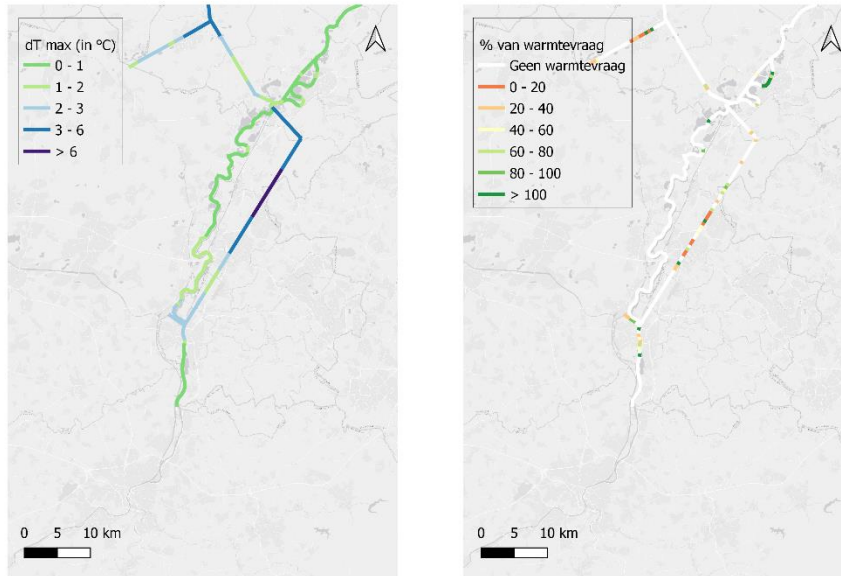 dT max (in °C)
0 - 1
1 - 2
2 - 3
3 - 6
> 6
0 5 10 km
% van warmtevraag
Geen warmtevraag
0 - 20
20 - 40
40 - 60
60 - 80
80 - 100
> 100
0 5 10 km